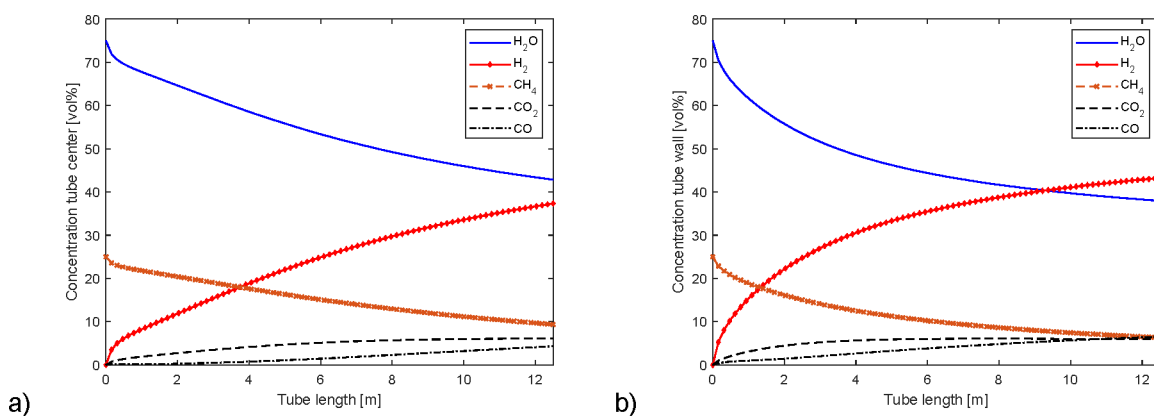 80
70
60
50
40
30
20
10
0
Concentration tube center [vol%]
0 2 4 6 8 10 12
Tube length [m]
H2O
H2
CH4
CO2
CO
a)
80
70
60
50
40
30
20
10
0
Concentration tube wall [vol%]
0 2 4 6 8 10 12
Tube length [m]
H2O
H2
CH4
CO2
CO
b)